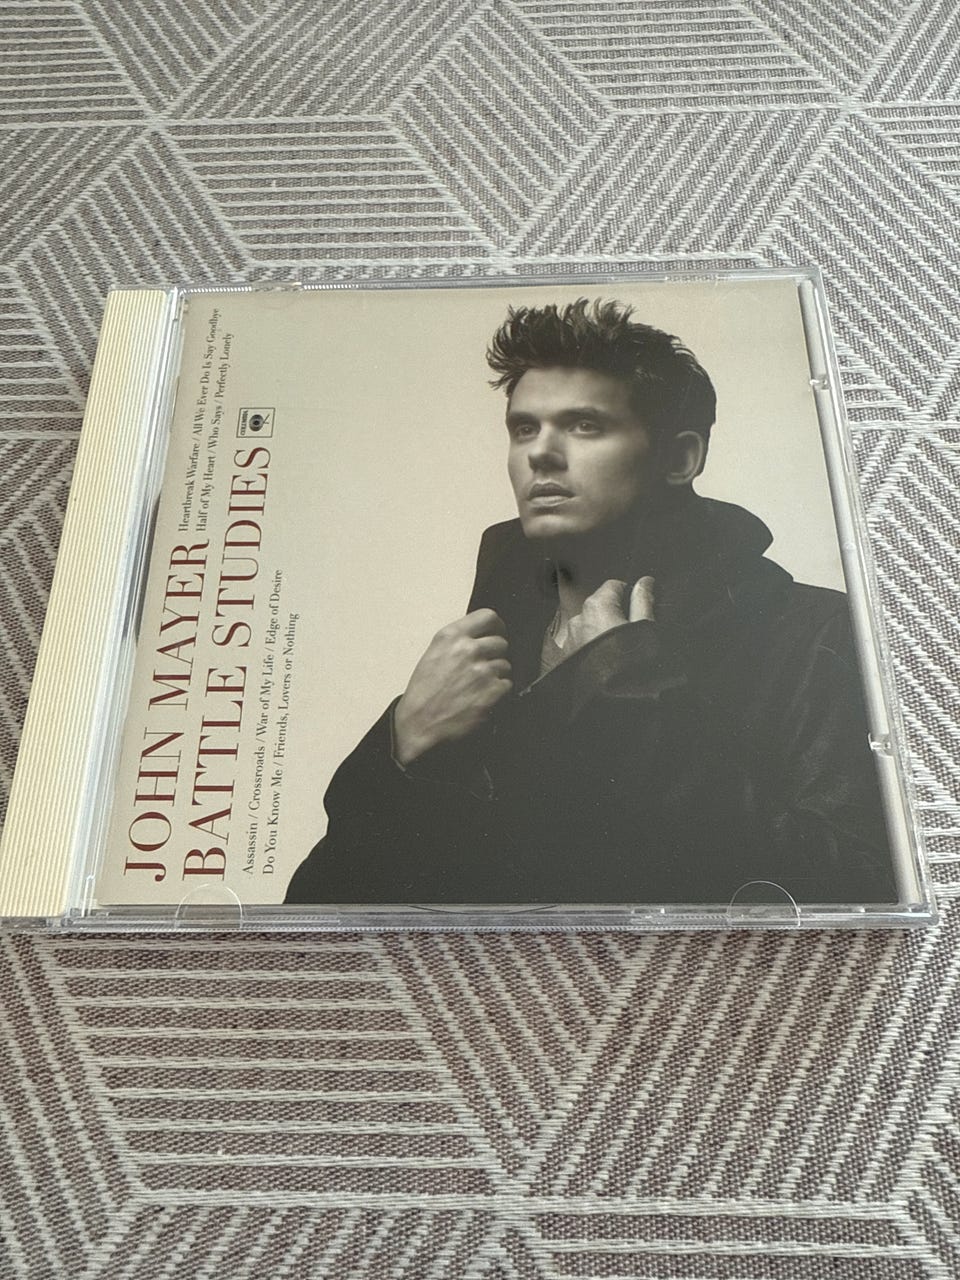 JOHN MAYER
Heartbreak Warfare / All We Ever Do Is Say Goodbye
Half of My Heart / Who Says / Perfectly Lonely
BATTLE STUDIES
COLUMBIA
Assassin / Crossroads / War of My Life / Edge of Desire
Do You Know Me / Friends, Lovers or Nothing